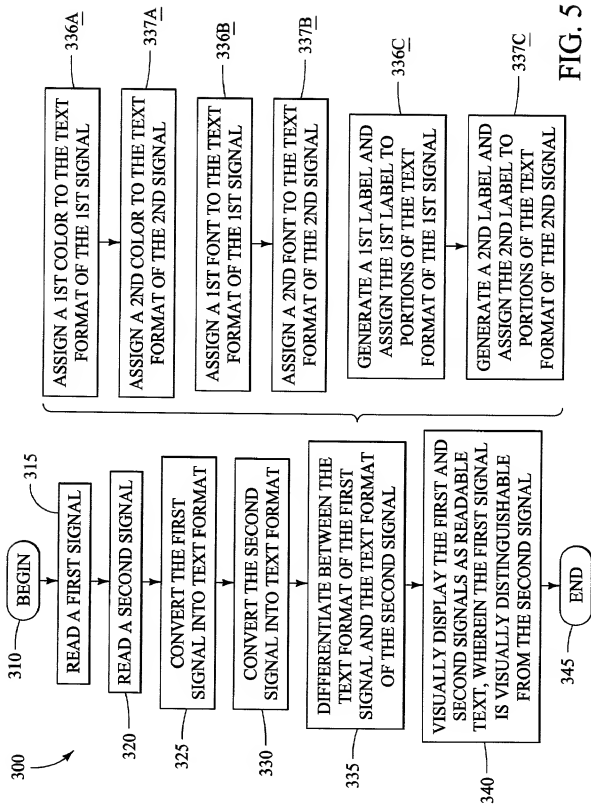 300
310
BEGIN
315
READ A FIRST SIGNAL
READ A SECOND SIGNAL
320
CONVERT THE FIRST
SIGNAL INTO TEXT FORMAT
325
CONVERT THE SECOND
SIGNAL INTO TEXT FORMAT
330
DIFFERENTIATE BETWEEN THE
TEXT FORMAT OF THE FIRST
SIGNAL AND THE TEXT FORMAT
OF THE SECOND SIGNAL
335
VISUALLY DISPLAY THE FIRST AND
SECOND SIGNALS AS READABLE
TEXT, WHEREIN THE FIRST SIGNAL
IS VISUALLY DISTINGUISHABLE
FROM THE SECOND SIGNAL
340
END
345
ASSIGN A 1ST COLOR TO THE TEXT
FORMAT OF THE 1ST SIGNAL
336A
ASSIGN A 2ND COLOR TO THE TEXT
FORMAT OF THE 2ND SIGNAL
337A
ASSIGN A 1ST FONT TO THE TEXT
FORMAT OF THE 1ST SIGNAL
336B
ASSIGN A 2ND FONT TO THE TEXT
FORMAT OF THE 2ND SIGNAL
337B
GENERATE A 1ST LABEL AND
ASSIGN THE 1ST LABEL TO
PORTIONS OF THE TEXT
FORMAT OF THE 1ST SIGNAL
336C
GENERATE A 2ND LABEL AND
ASSIGN THE 2ND LABEL TO
PORTIONS OF THE TEXT
FORMAT OF THE 2ND SIGNAL
337C
FIG. 5